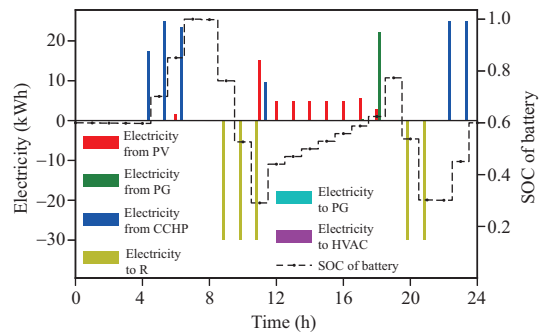 Electricity (kWh)
20
10
0
−10
−20
−30
1.0
0.8
0.6
0.4
0.2
SOC of battery
Electricity
from PV
Electricity
from PG
Electricity
from CCHP
Electricity
to R
Electricity
to PG
Electricity
to HVAC
SOC of battery
0 4 8 12 16 20 24
Time (h)